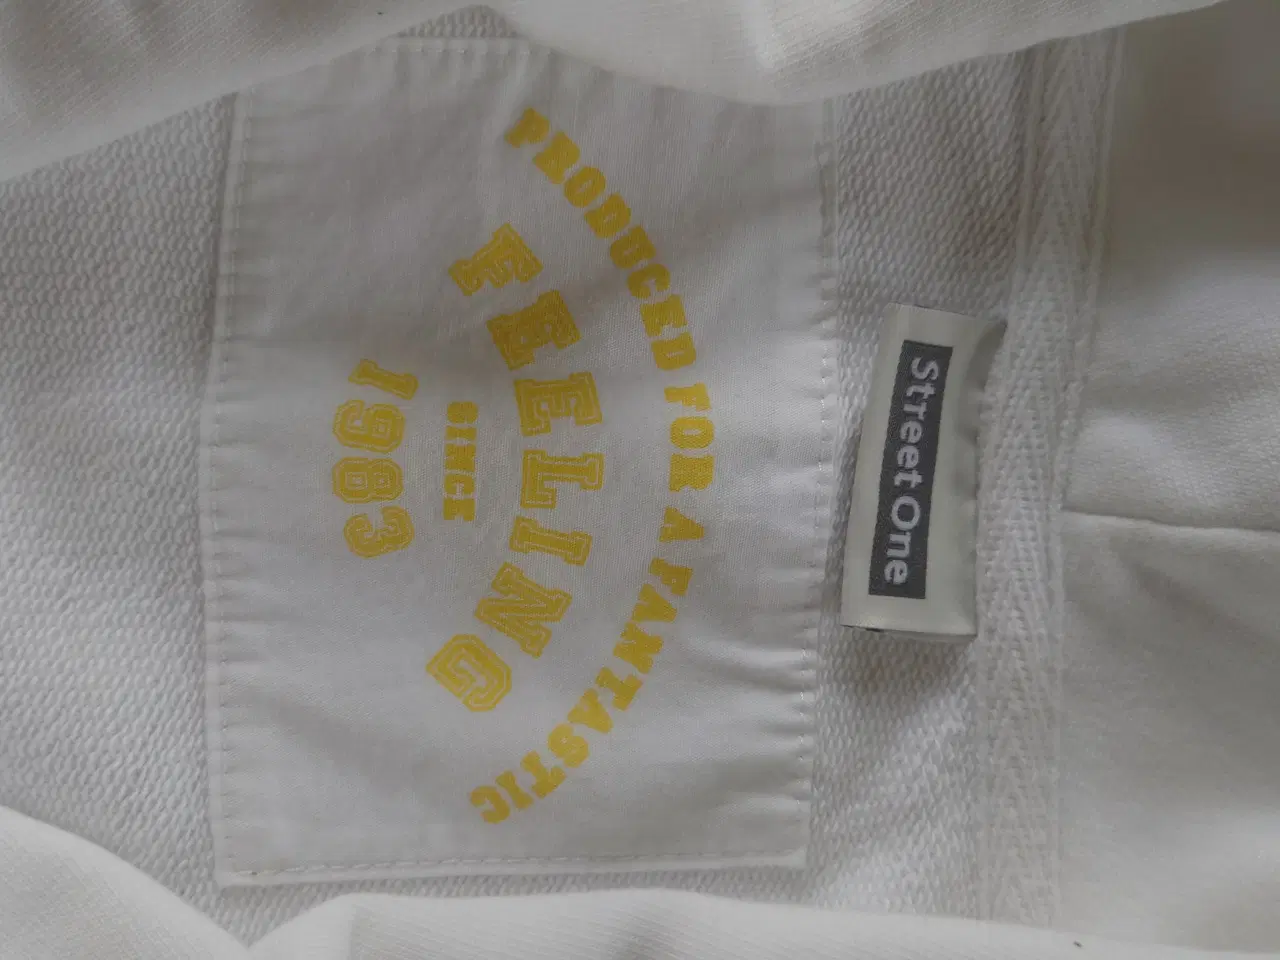 Street One
PRODUCED FOR A FANTASTIC
FEELING
SINCE
1983